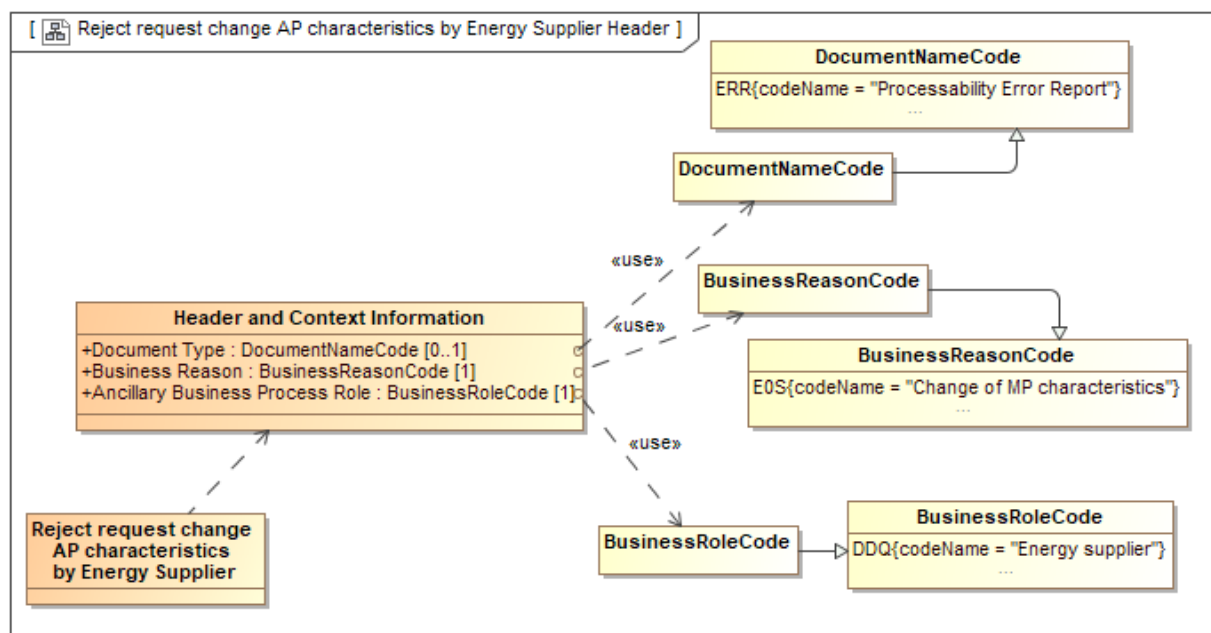 [ Reject request change AP characteristics by Energy Supplier Header ]
DocumentNameCode
ERR{codeName = "Processability Error Report"}
...
DocumentNameCode
«use»
BusinessReasonCode
«use»
Header and Context Information
+Document Type : DocumentNameCode [0..1]
+Business Reason : BusinessReasonCode [1]
+Ancillary Business Process Role : BusinessRoleCode [1]
BusinessReasonCode
E0S{codeName = "Change of MP characteristics"}
...
«use»
Reject request change
AP characteristics
by Energy Supplier
BusinessRoleCode
BusinessRoleCode
DDQ{codeName = "Energy supplier"}
...